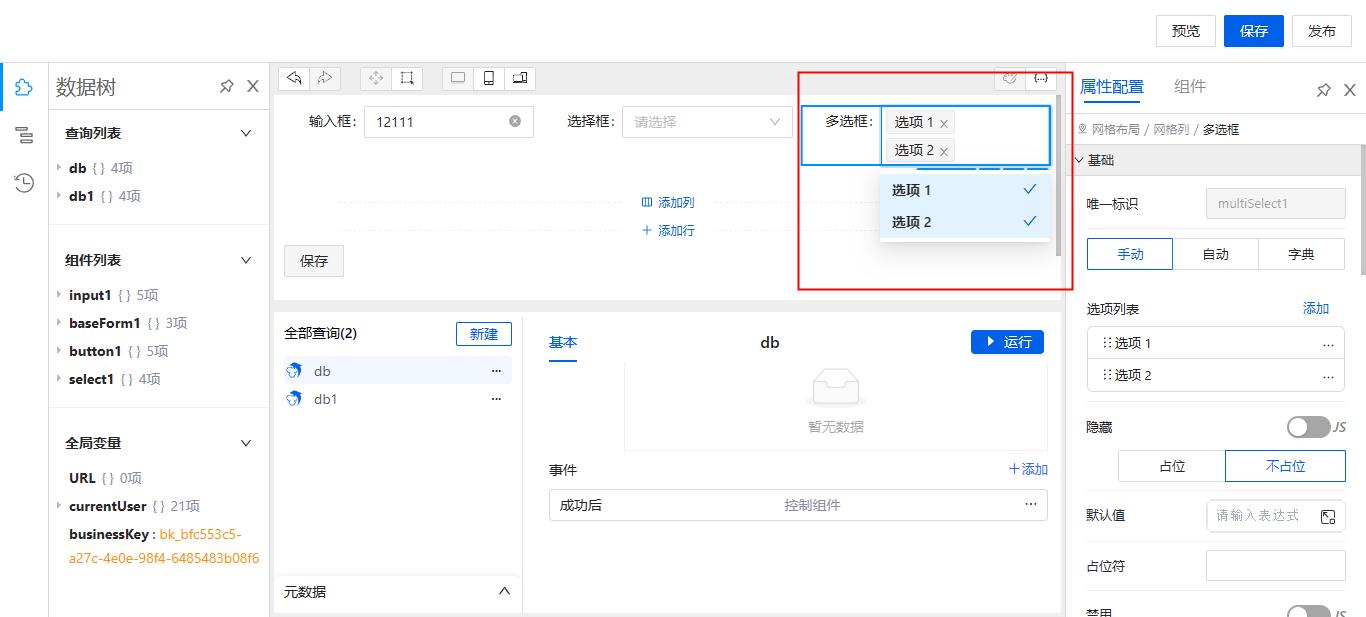 预览 保存 发布
数据树
查询列表
db { } 4项
db1 { } 4项
组件列表
input1 { } 5项
baseForm1 { } 3项
button1 { } 5项
select1 { } 4项
全局变量
URL { } 0项
currentUser { } 21项
businessKey : bk_bfc553c5-
a27c-4e0e-98f4-6485483b08f6
输入框: 12111 选择框: 请选择 多选框: 选项 1
选项 2
选项 1
选项 2
添加列
添加行
保存
全部查询(2) 新建
db
db1
元数据
基本 db 运行
暂无数据
事件 添加
成功后 控制组件
属性配置 组件
网格布局 / 网格列 / 多选框
基础
唯一标识 multiSelect1
手动 自动 字典
选项列表 添加
选项 1
选项 2
隐藏 JS
占位 不占位
默认值 请输入表达式
占位符
禁用 JS